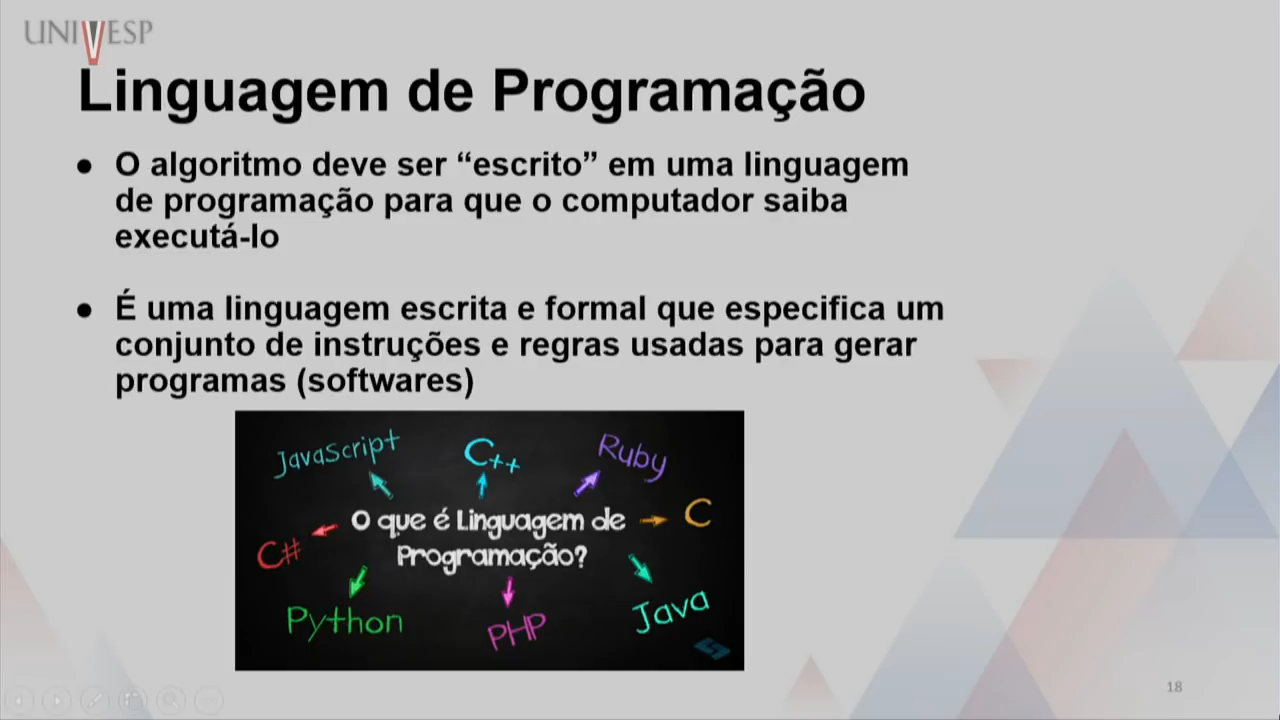 UNIVESP
Linguagem de Programação
● O algoritmo deve ser “escrito” em uma linguagem
de programação para que o computador saiba
executá-lo
● É uma linguagem escrita e formal que especifica um
conjunto de instruções e regras usadas para gerar
programas (softwares)
JavaScript
C++
Ruby
O que é Linguagem de
Programação?
C
C#
Python
PHP
Java
18